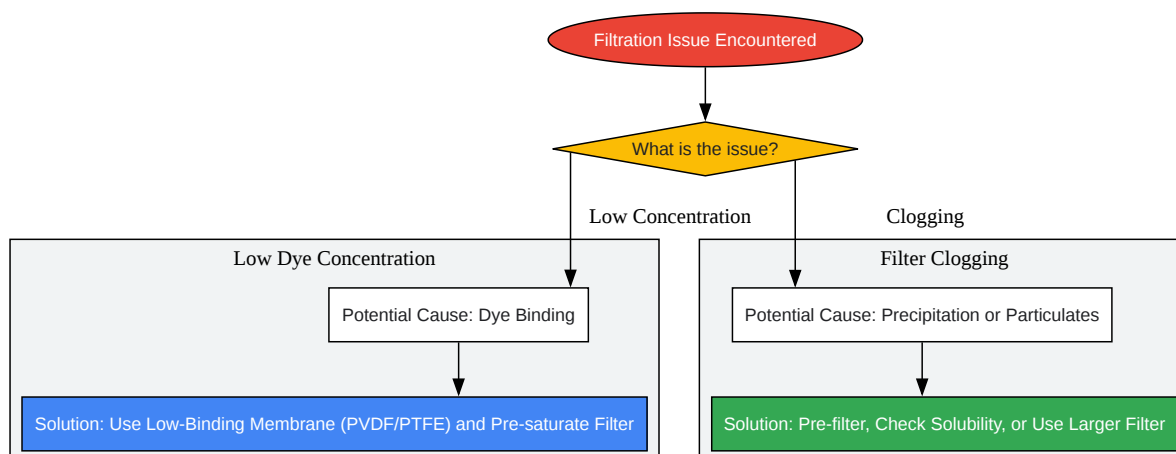 Filtration Issue Encountered
What is the issue?
Low Concentration
Clogging
Low Dye Concentration
Filter Clogging
Potential Cause: Dye Binding
Potential Cause: Precipitation or Particulates
Solution: Use Low-Binding Membrane (PVDF/PTFE) and Pre-saturate Filter
Solution: Pre-filter, Check Solubility, or Use Larger Filter